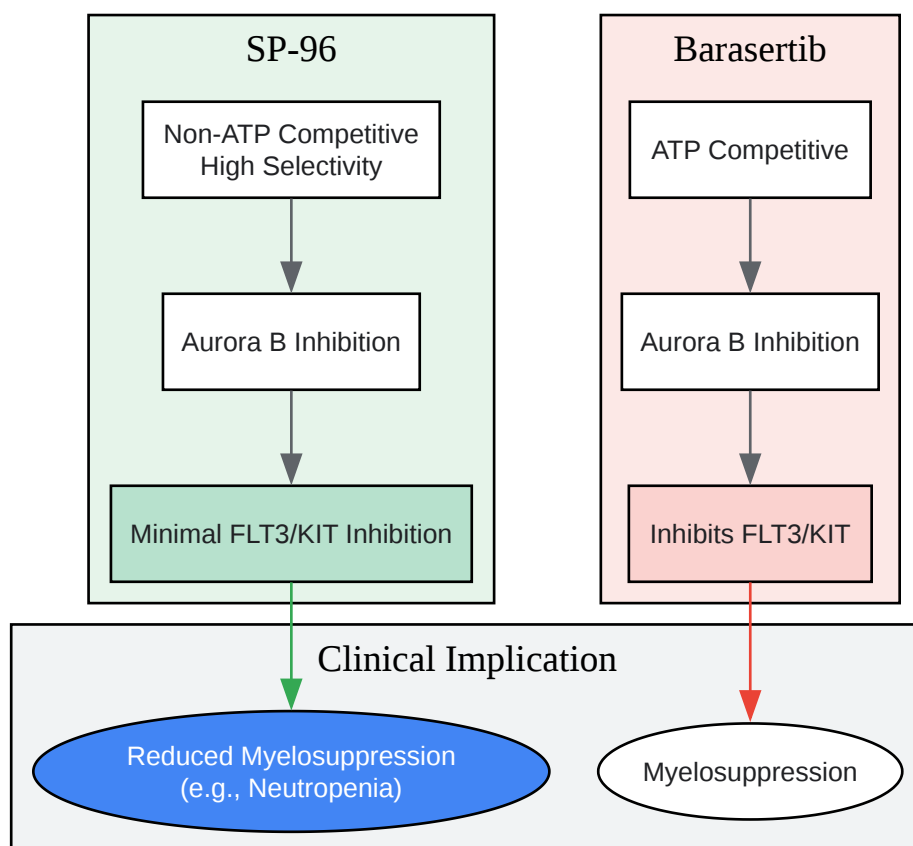 SP-96
Non-ATP Competitive
High Selectivity
Aurora B Inhibition
Minimal FLT3/KIT Inhibition
Barasertib
ATP Competitive
Aurora B Inhibition
Inhibits FLT3/KIT
Clinical Implication
Reduced Myelosuppression
(e.g., Neutropenia)
Myelosuppression